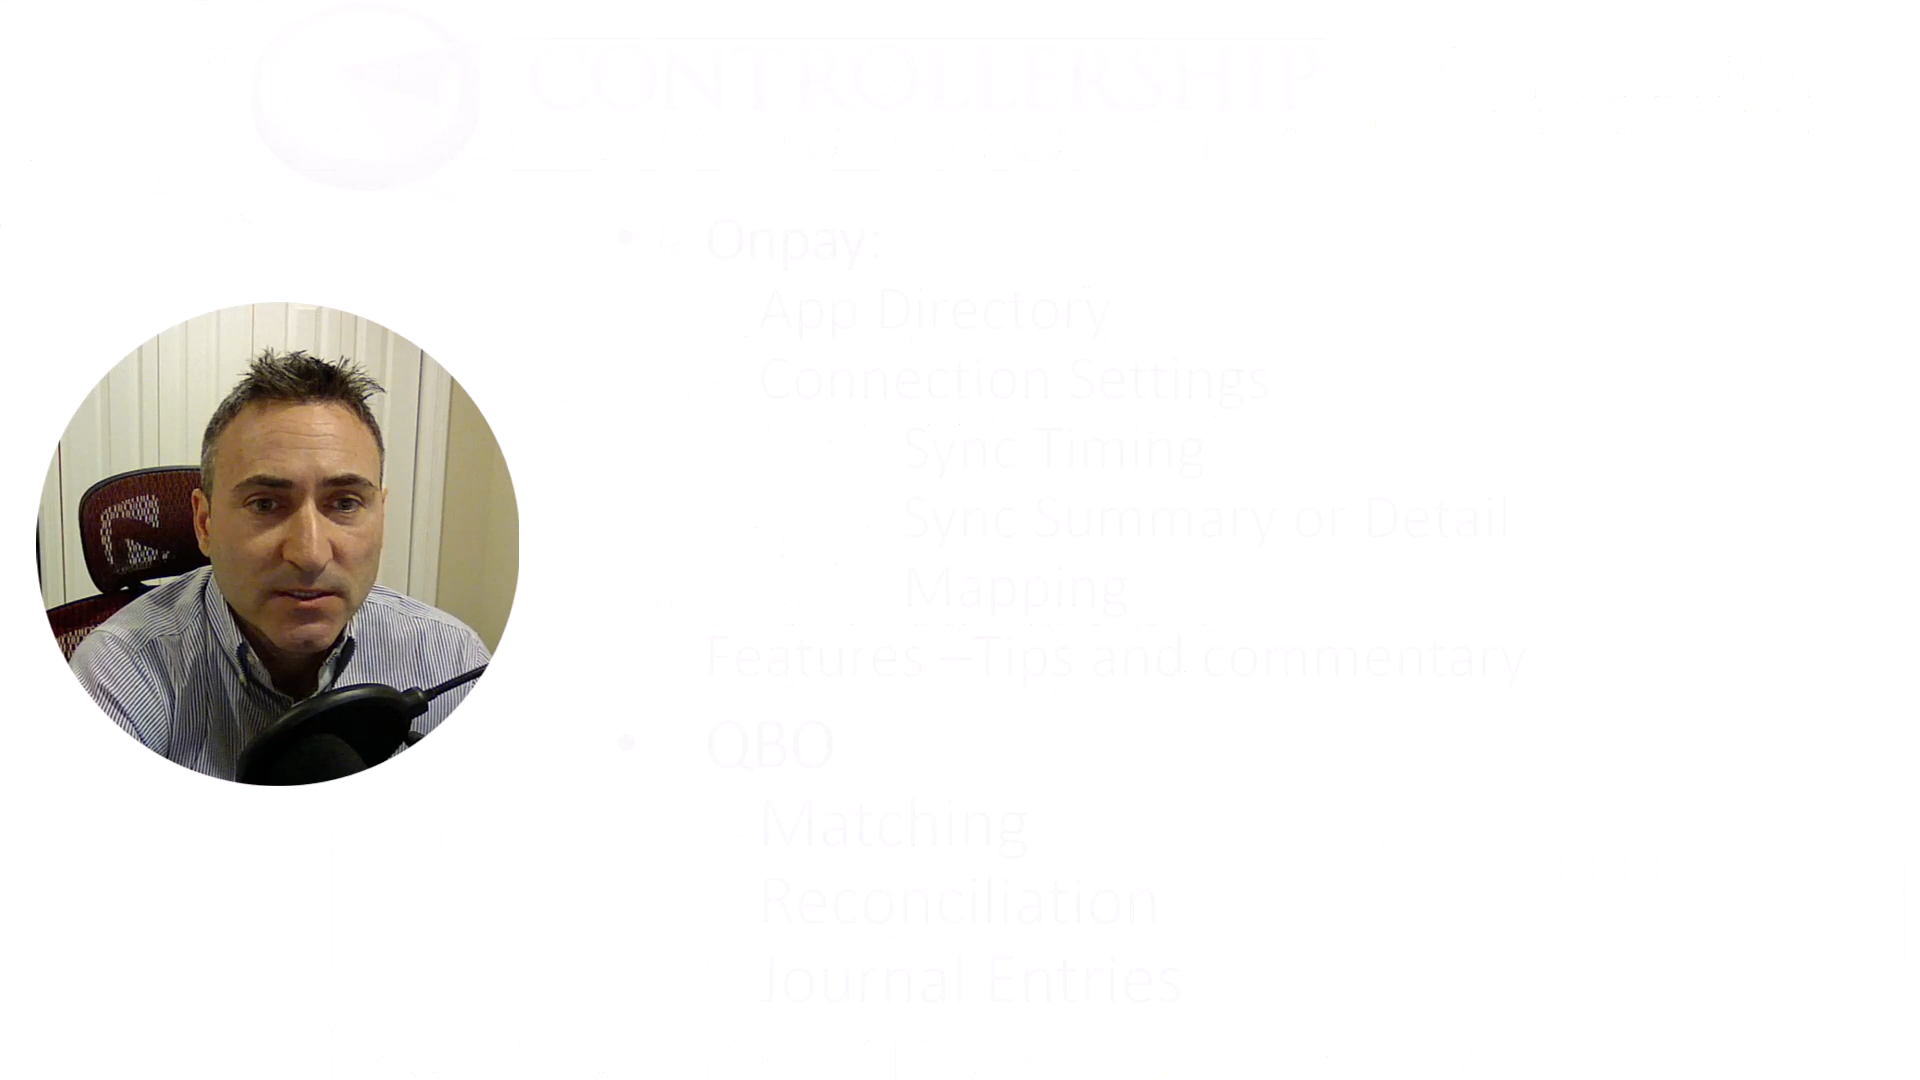 CONTROLLERSHIP
• Onpay:
App Directory
Connection Settings
Sync Timing
Sync Summary or Detail
Mapping
Features –Tips and commentary
• QBO
Matching
Reconciliation
Journal Entries